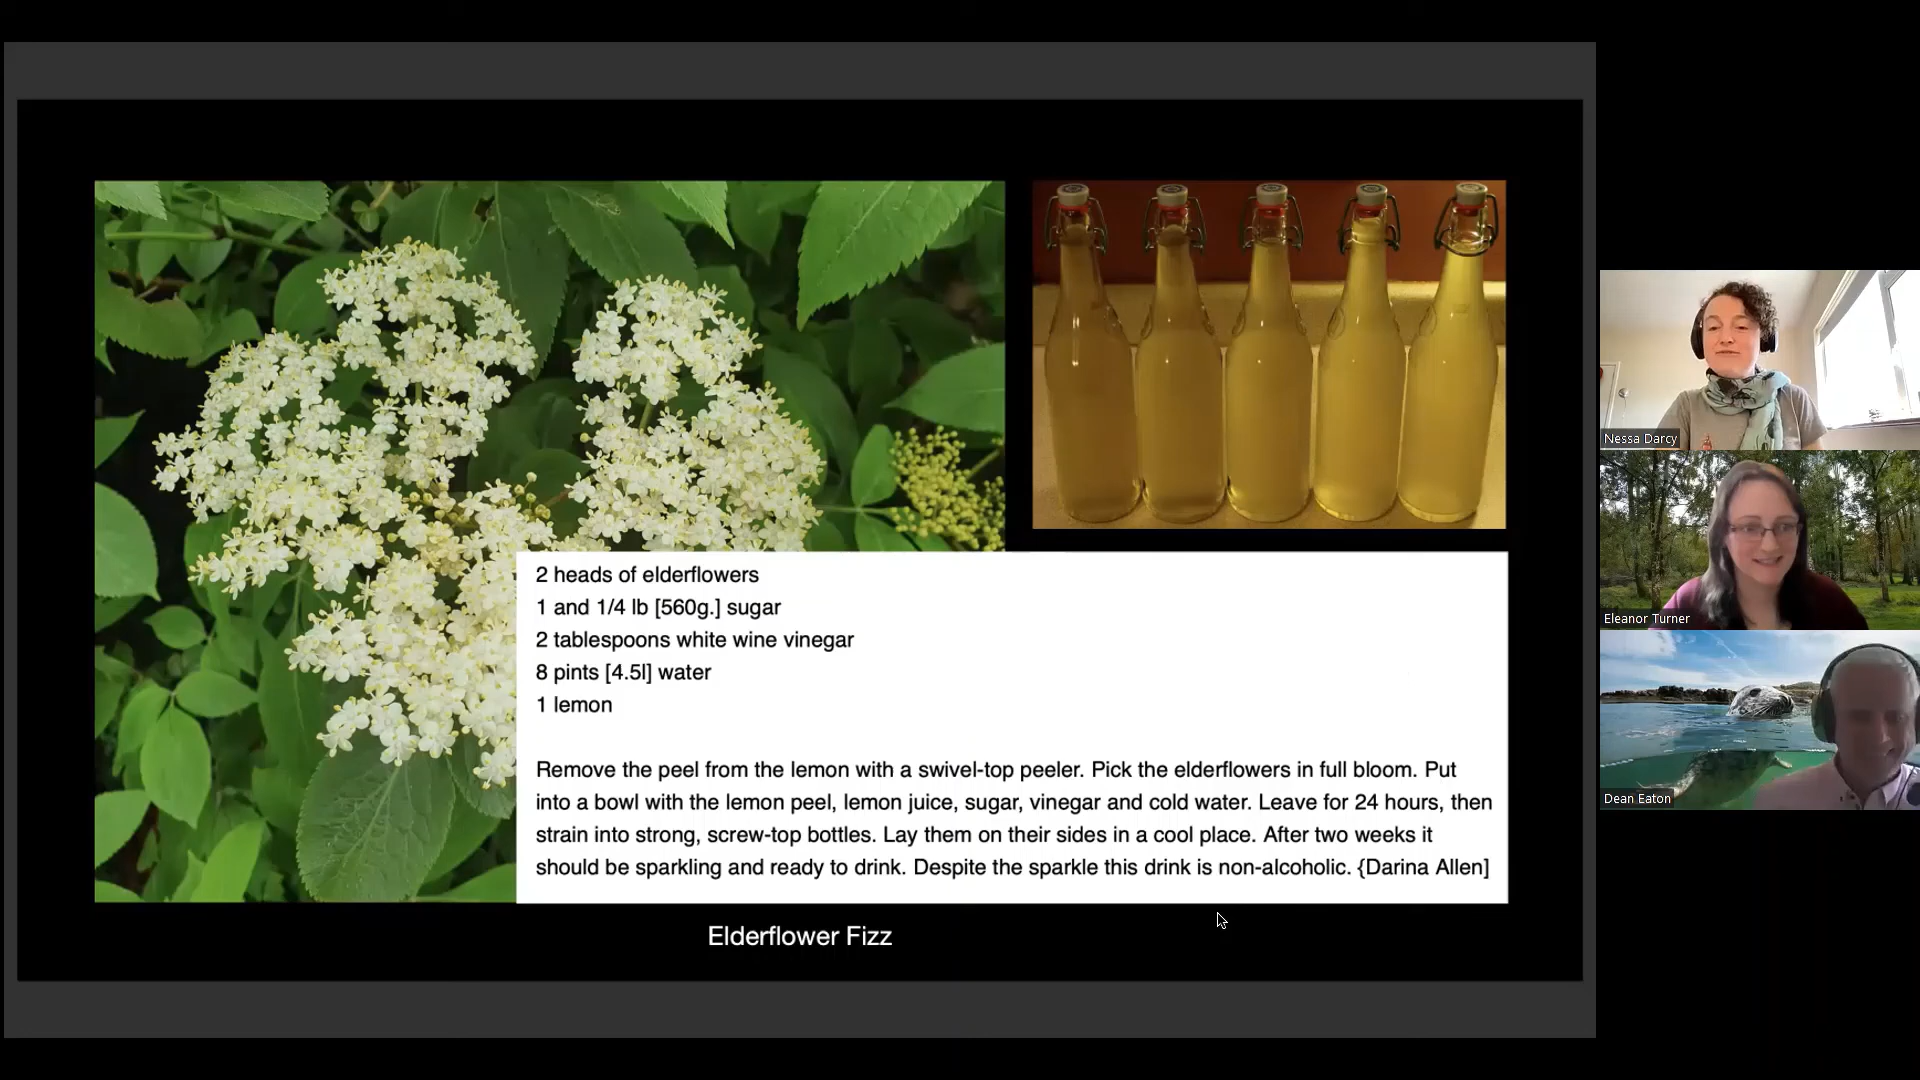 2 heads of elderflowers
1 and 1/4 lb [560g.] sugar
2 tablespoons white wine vinegar
8 pints [4.5l] water
1 lemon
Remove the peel from the lemon with a swivel-top peeler. Pick the elderflowers in full bloom. Put
into a bowl with the lemon peel, lemon juice, sugar, vinegar and cold water. Leave for 24 hours, then
strain into strong, screw-top bottles. Lay them on their sides in a cool place. After two weeks it
should be sparkling and ready to drink. Despite the sparkle this drink is non-alcoholic. {Darina Allen]
Elderflower Fizz
Nessa Darcy
Eleanor Turner
Dean Eaton